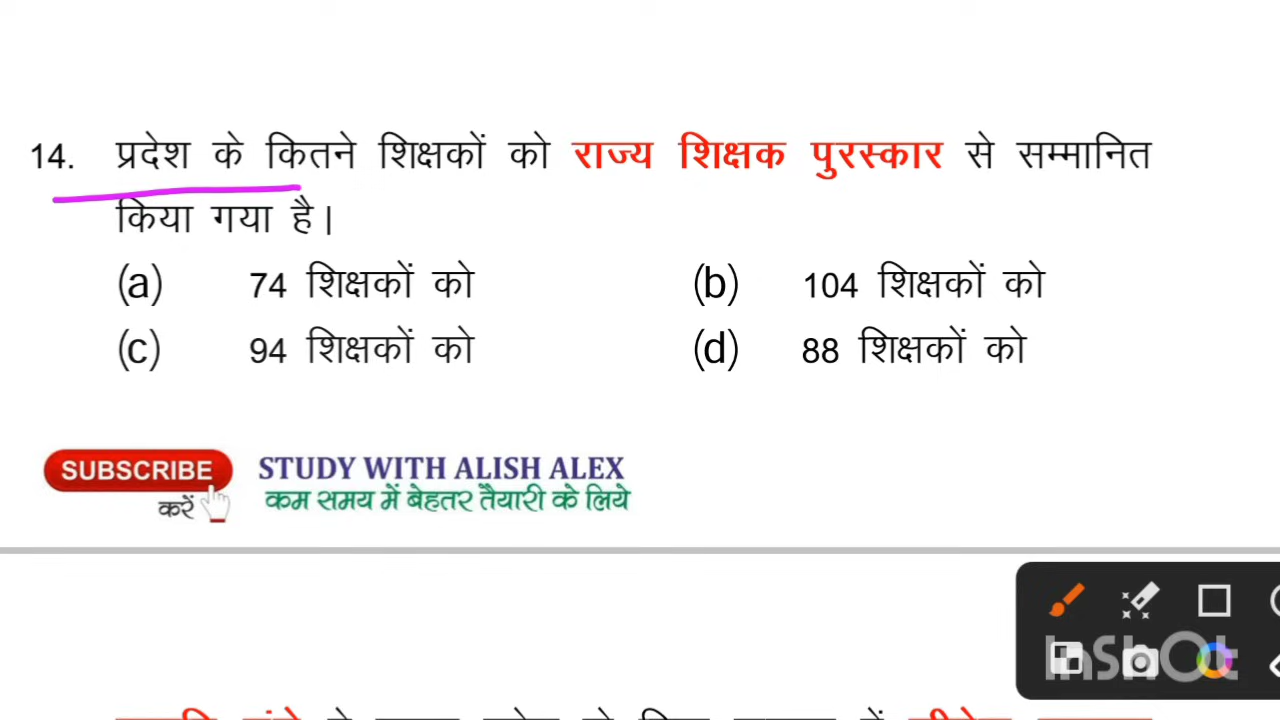 14. प्रदेश के कितने शिक्षकों को राज्य शिक्षक पुरस्कार से सम्मानित
किया गया है।
(a) 74 शिक्षकों को (b) 104 शिक्षकों को
(c) 94 शिक्षकों को (d) 88 शिक्षकों को
SUBSCRIBE STUDY WITH ALISH ALEX
करें कम समय में बेहतर तैयारी के लिये
InShOt